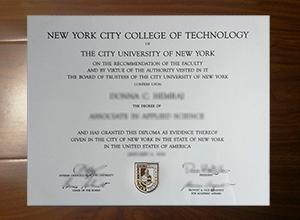 NEW YORK CITY COLLEGE OF TECHNOLOGY
OF
THE CITY UNIVERSITY OF NEW YORK
ON THE RECOMMENDATION OF THE FACULTY
AND BY VIRTUE OF THE AUTHORITY VESTED IN IT
THE BOARD OF TRUSTEES OF THE CITY UNIVERSITY OF NEW YORK
CONFERS UPON
THE DEGREE OF
ASSOCIATE IN APPLIED SCIENCE
AND HAS GRANTED THIS DIPLOMA AS EVIDENCE THEREOF
GIVEN IN THE CITY OF NEW YORK IN THE STATE OF NEW YORK
IN THE UNITED STATES OF AMERICA